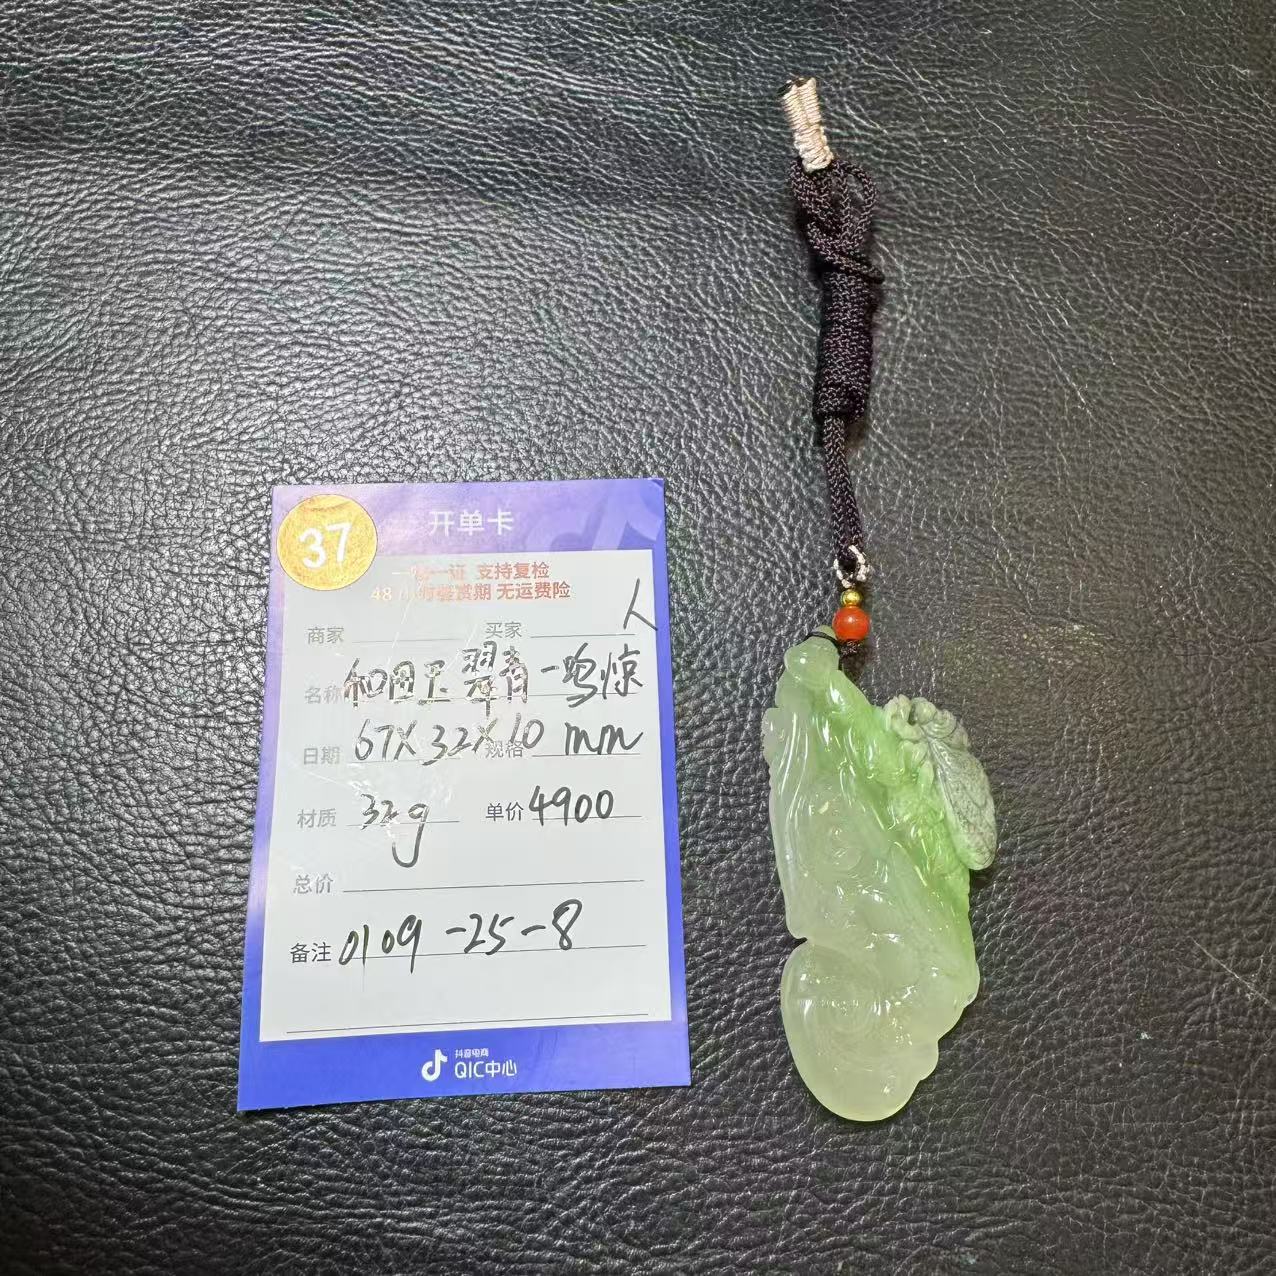 37
开单卡
一物一证 支持复检
48小时鉴赏期 无运费险
商家 买家
名称 和田玉 翠青 一鸣惊人
日期 67X32X10 mm 规格
材质 32g 单价 4900
总价
备注 0109-25-8
抖音电商
QIC中心